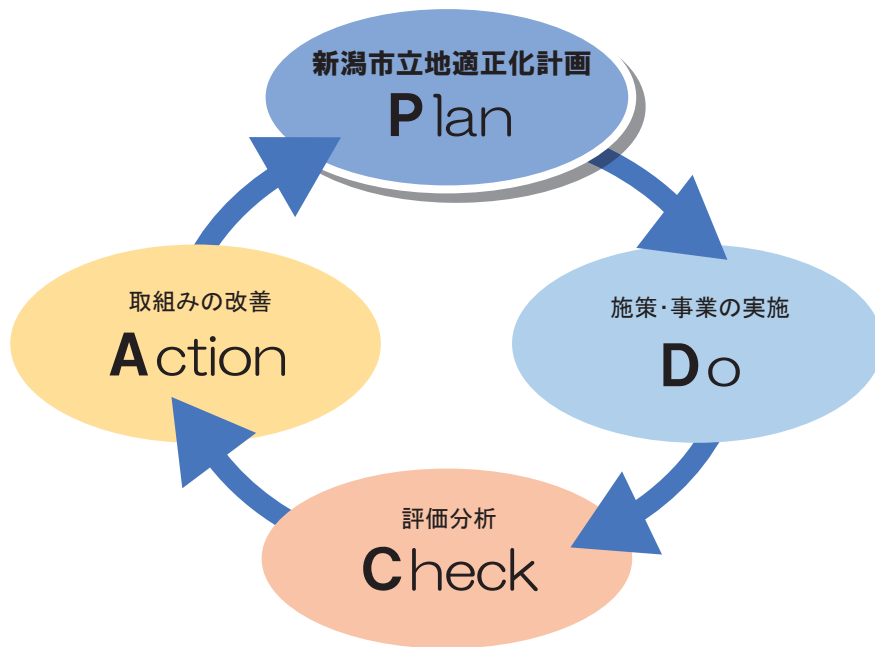 新潟市立地適正化計画
Plan
施策・事業の実施
Do
評価分析
Check
取組みの改善
Action